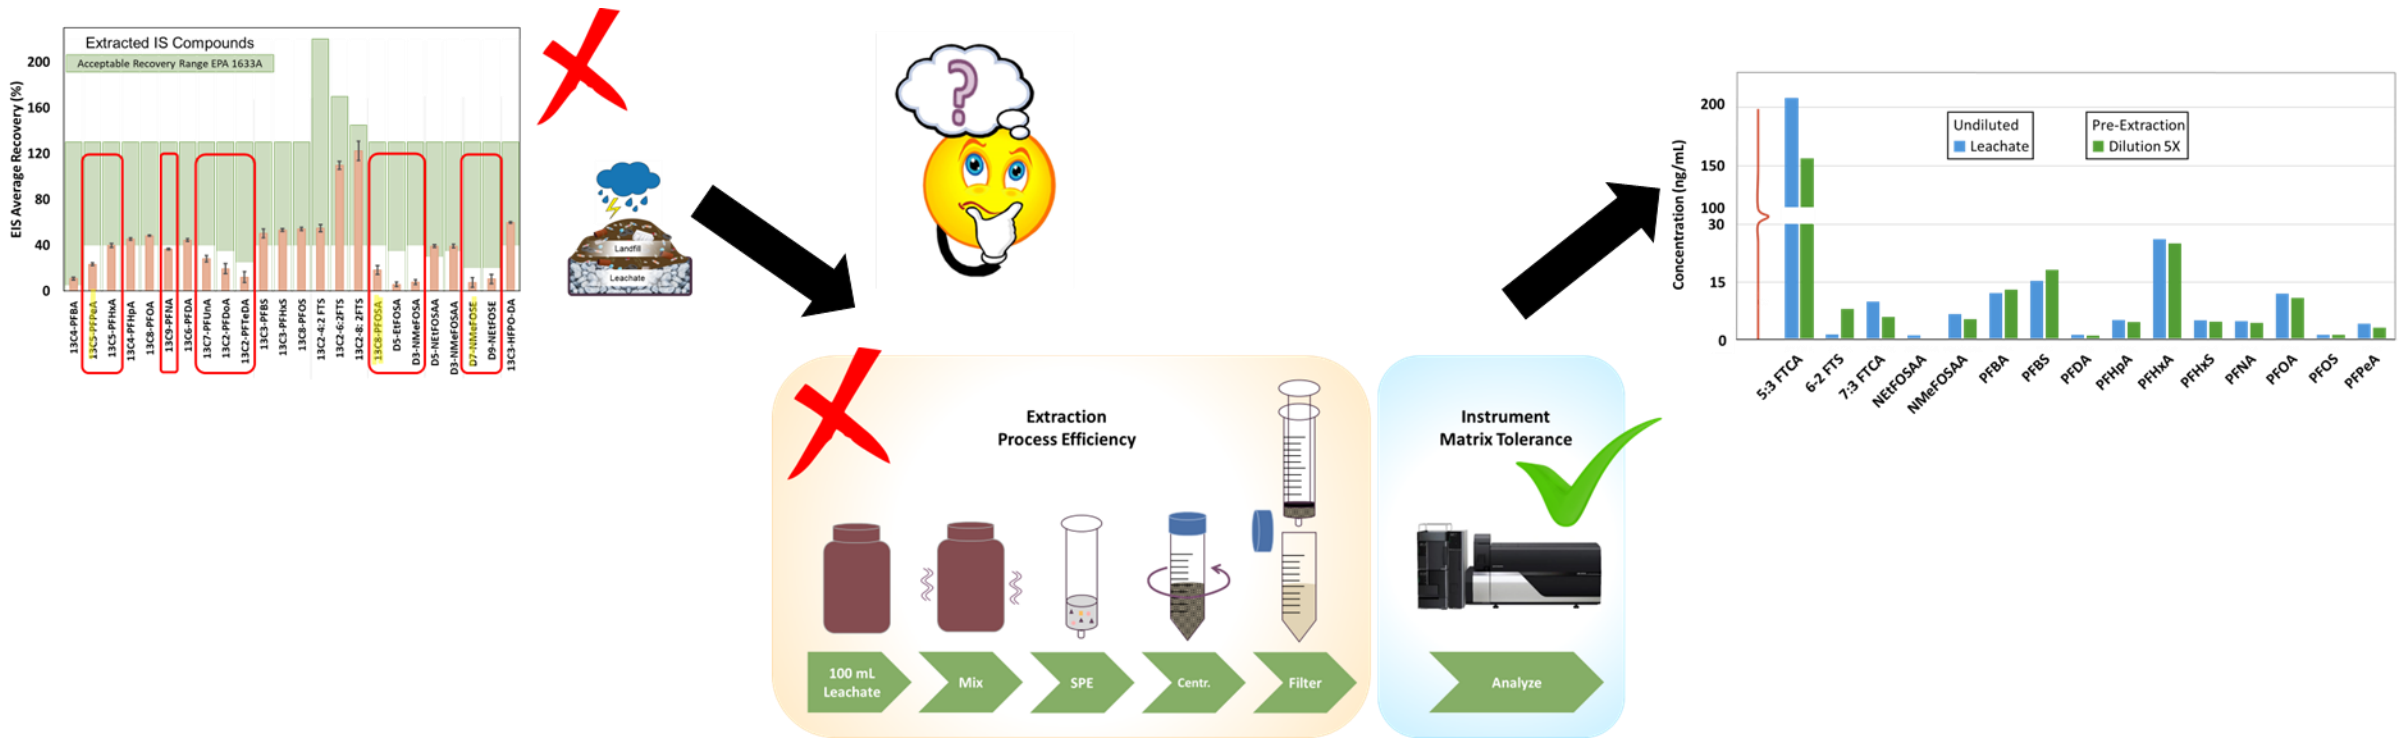 Extracted IS Compounds
Acceptable Recovery Range EPA 1633A
EIS Average Recovery (%)
200
160
120
80
40
0
13C4-PFBA
13C5-PFPeA
13C5-PFHxA
13C4-PFHpA
13C8-PFOA
13C9-PFNA
13C6-PFDA
13C7-PFUnA
13C2-PFDoA
13C2-PFTeDA
13C3-PFBS
13C3-PFHxS
13C8-PFOS
13C2-4:2 FTS
13C2-6:2FTS
13C2-8: 2FTS
13C8-PFOSA
D5-EtFOSA
D3-NMeFOSA
D5-NEtFOSAA
D3-NMeFOSAA
D7-NMeFOSE
D9-NEtFOSE
13C3-HFPO-DA
Landfill
Leachate
?
Extraction
Process Efficiency
100 mL
Leachate
Mix
SPE
Centr.
Filter
Instrument
Matrix Tolerance
Analyze
Concentration (ng/mL)
200
150
100
30
15
0
Undiluted
Leachate
Pre-Extraction
Dilution 5X
5:3 FTCA
6-2 FTS
7:3 FTCA
NEtFOSAA
NMeFOSAA
PFBA
PFBS
PFDA
PFHpA
PFHxA
PFHxS
PFNA
PFOA
PFOS
PFPeA